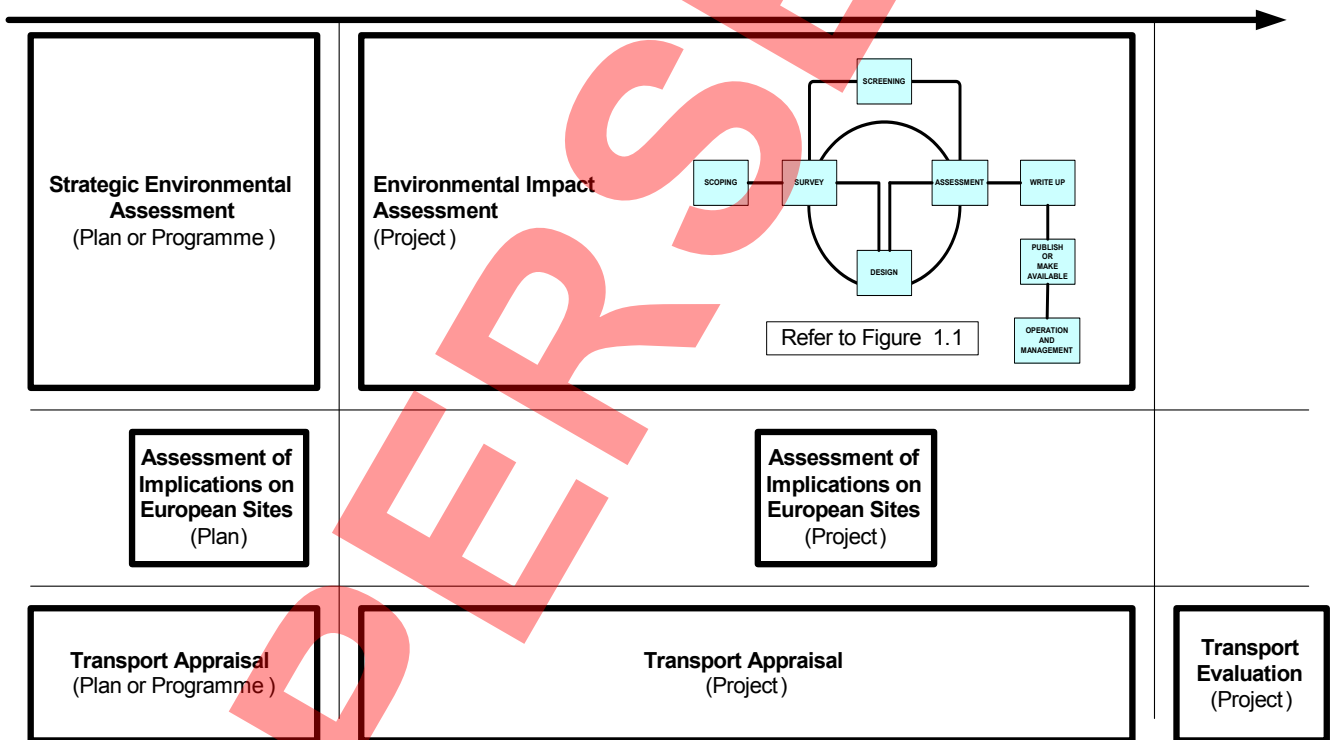 Strategic Environmental
Assessment
(Plan or Programme )
Environmental Impact
Assessment
(Project )
SCREENING
SCOPING
SURVEY
ASSESSMENT
WRITE UP
DESIGN
PUBLISH
OR
MAKE
AVAILABLE
OPERATION
AND
MANAGEMENT
Refer to Figure 1.1
Assessment of
Implications on
European Sites
(Plan)
Assessment of
Implications on
European Sites
(Project )
Transport Appraisal
(Plan or Programme )
Transport Appraisal
(Project )
Transport
Evaluation
(Project )
PERSE